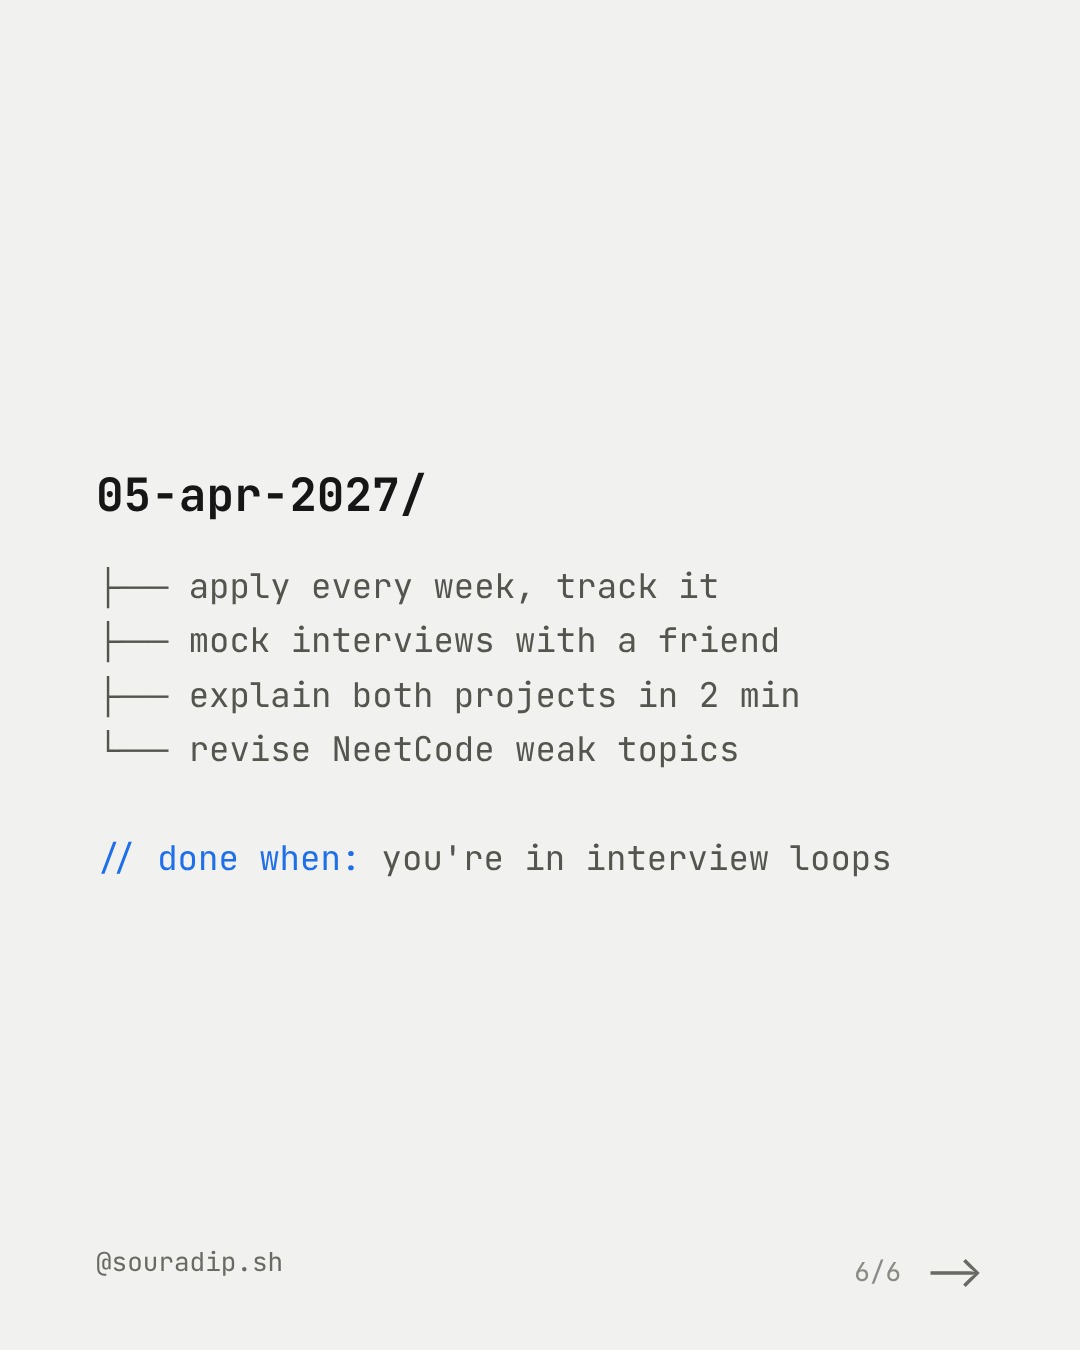 05-apr-2027/
├── apply every week, track it
├── mock interviews with a friend
├── explain both projects in 2 min
└── revise NeetCode weak topics
// done when: you're in interview loops
@souradip.sh
6/6 →